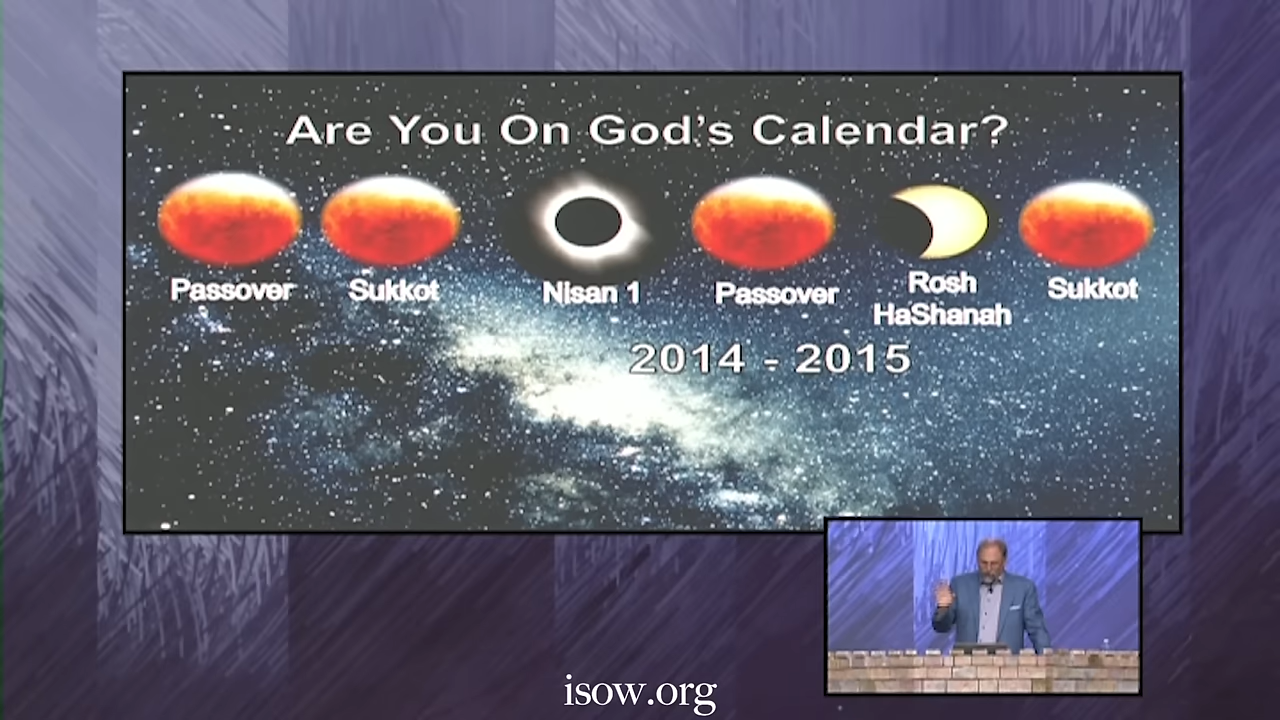 Are You On God's Calendar?
Passover
Sukkot
Nisan 1
Passover
Rosh
HaShanah
Sukkot
2014 - 2015
isow.org